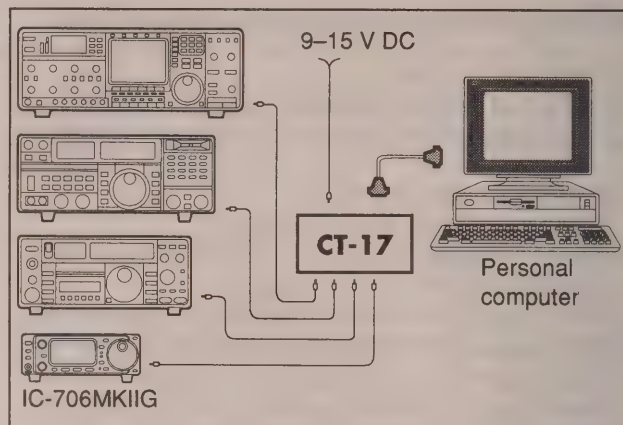 9–15 V DC
CT-17
Personal
computer
IC-706MKIIG